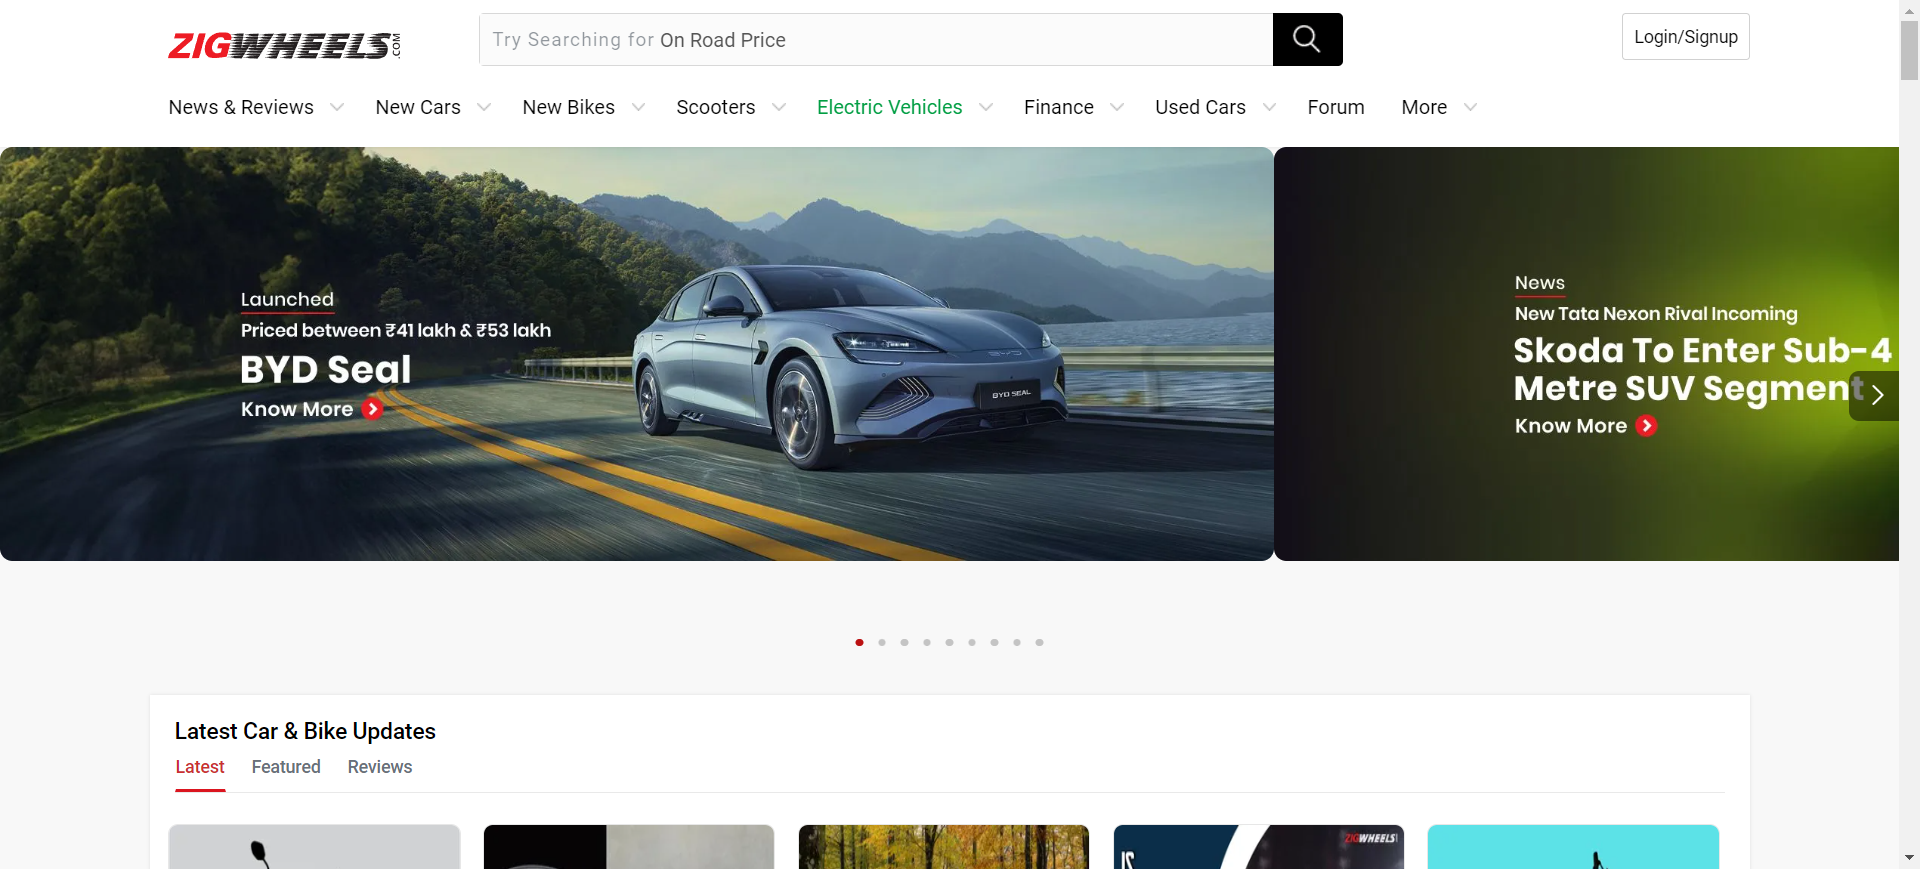 ZIGWHEELS.COM
Try Searching for On Road Price
Login/Signup
News & Reviews New Cars New Bikes Scooters Electric Vehicles Finance Used Cars Forum More
Launched
Priced between ₹41 lakh & ₹53 lakh
BYD Seal
Know More
BYD
BYD SEAL
News
New Tata Nexon Rival Incoming
Skoda To Enter Sub-4
Metre SUV Segment
Know More
Latest Car & Bike Updates
Latest Featured Reviews
ZIGWHEELS
IS